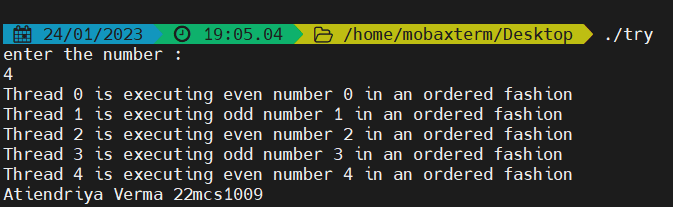 24/01/2023 19:05.04 /home/mobaxterm/Desktop ./try
enter the number :
4
Thread 0 is executing even number 0 in an ordered fashion
Thread 1 is executing odd number 1 in an ordered fashion
Thread 2 is executing even number 2 in an ordered fashion
Thread 3 is executing odd number 3 in an ordered fashion
Thread 4 is executing even number 4 in an ordered fashion
Atiendriya Verma 22mcs1009